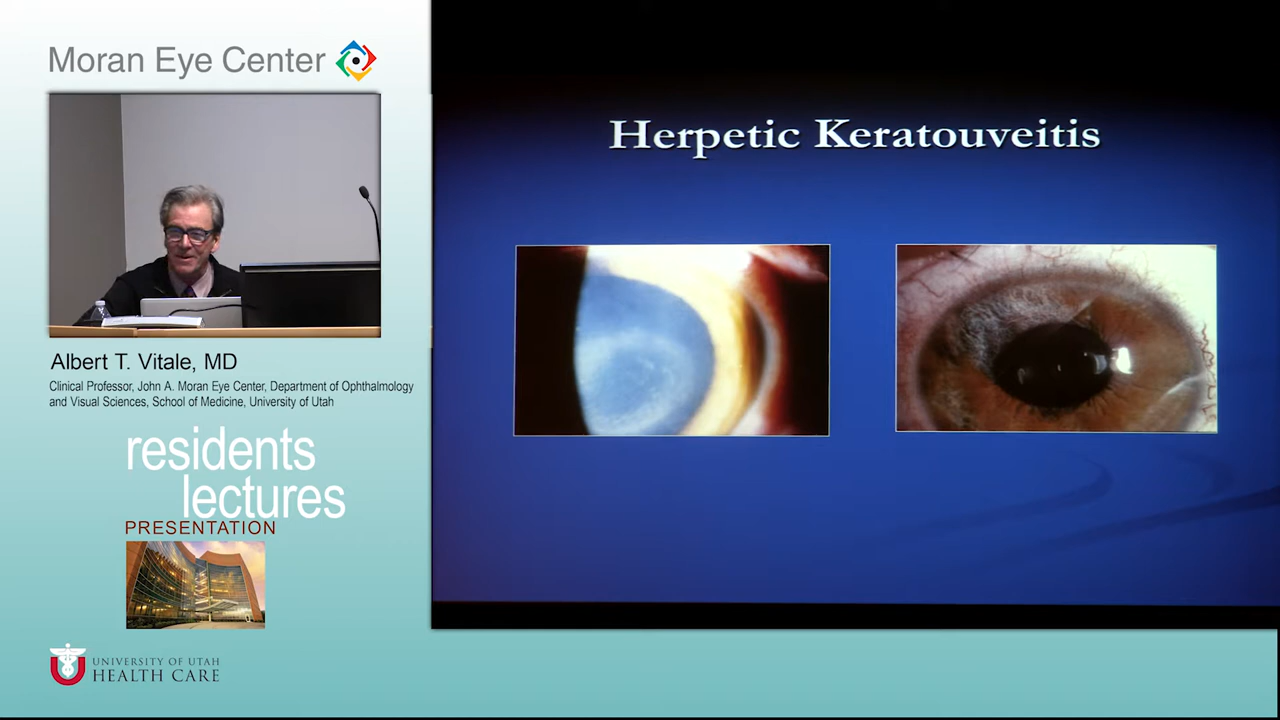 Moran Eye Center
Albert T. Vitale, MD
Clinical Professor, John A. Moran Eye Center, Department of Ophthalmology
and Visual Sciences, School of Medicine, University of Utah
residents
lectures
PRESENTATION
UNIVERSITY OF UTAH
HEALTH CARE
Herpetic Keratouveitis